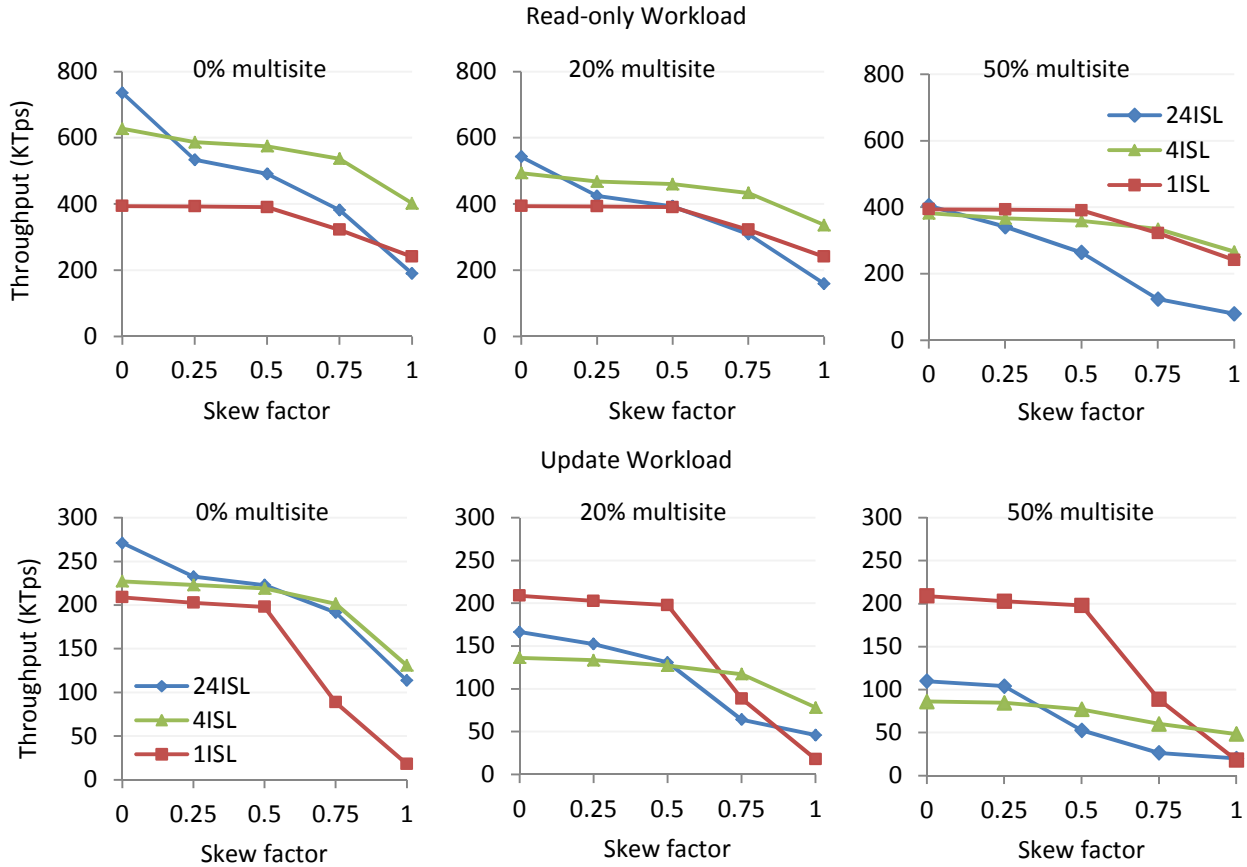 Read-only Workload
0% multisite
20% multisite
50% multisite
Throughput (KTps)
800
600
400
200
0
0 0.25 0.5 0.75 1
Skew factor
800
600
400
200
0
0 0.25 0.5 0.75 1
Skew factor
800
600
400
200
0
24ISL
4ISL
1ISL
0 0.25 0.5 0.75 1
Skew factor
Update Workload
0% multisite
20% multisite
50% multisite
Throughput (KTps)
300
250
200
150
100
50
0
24ISL
4ISL
1ISL
0 0.25 0.5 0.75 1
Skew factor
300
250
200
150
100
50
0
0 0.25 0.5 0.75 1
Skew factor
300
250
200
150
100
50
0
0 0.25 0.5 0.75 1
Skew factor